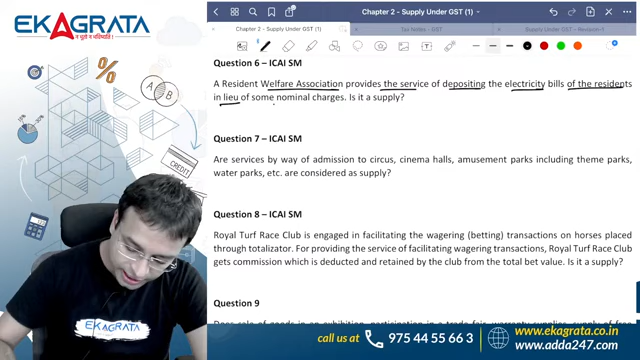 EKAGRATA
Chapter 2 - Supply Under GST (1)
Chapter 2 - Supply Under GST (1)
Question 6 – ICAI SM
A Resident Welfare Association provides the service of depositing the electricity bills of the residents
in lieu of some nominal charges. Is it a supply?
Question 7 – ICAI SM
Are services by way of admission to circus, cinema halls, amusement parks including theme parks,
water parks, etc. are considered as supply?
Question 8 – ICAI SM
Royal Turf Race Club is engaged in facilitating the wagering (betting) transactions on horses placed
through totalizator. For providing the service of facilitating wagering transactions, Royal Turf Race Club
gets commission which is deducted and retained by the club from the total bet value. Is it a supply?
Question 9
A
B
%
CREDIT
EKAGRATA
call us at
975 44 55 66 3
www.ekagrata.co.in
www.adda247.com